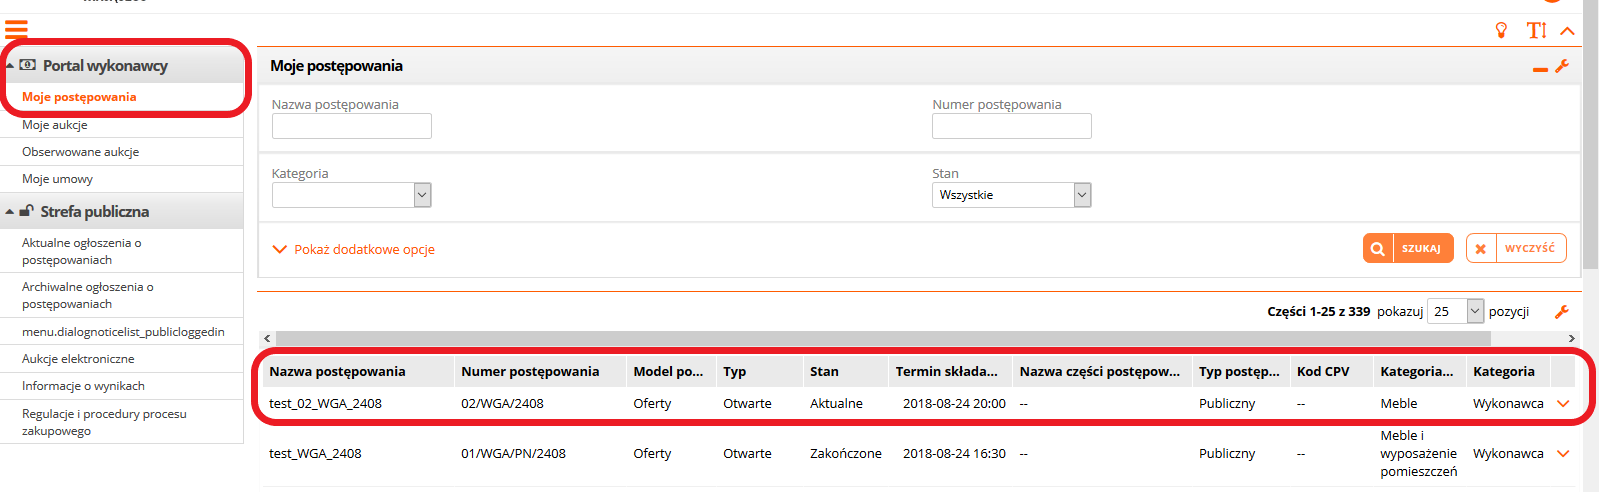 Portal wykonawcy
Moje postępowania
Moje aukcje
Obserwowane aukcje
Moje umowy
Strefa publiczna
Aktualne ogłoszenia o
postępowaniach
Archiwalne ogłoszenia o
postępowaniach
menu.dialognoticelist_publicloggedin
Aukcje elektroniczne
Informacje o wynikach
Regulacje i procedury procesu
zakupowego
Moje postępowania
Nazwa postępowania Numer postępowania
Kategoria Stan
Wszystkie
Pokaż dodatkowe opcje SZUKAJ WYCZYŚĆ
Części 1-25 z 339 pokazuj 25 pozycji
Nazwa postępowania Numer postępowania Model po... Typ Stan Termin składa... Nazwa części postępow... Typ postęp... Kod CPV Kategoria... Kategoria
test_02_WGA_2408 02/WGA/2408 Oferty Otwarte Aktualne 2018-08-24 20:00 -- Publiczny -- Meble Wykonawca
test_WGA_2408 01/WGA/PN/2408 Oferty Otwarte Zakończone 2018-08-24 16:30 -- Publiczny -- Meble i wyposażenie pomieszczeń Wykonawca